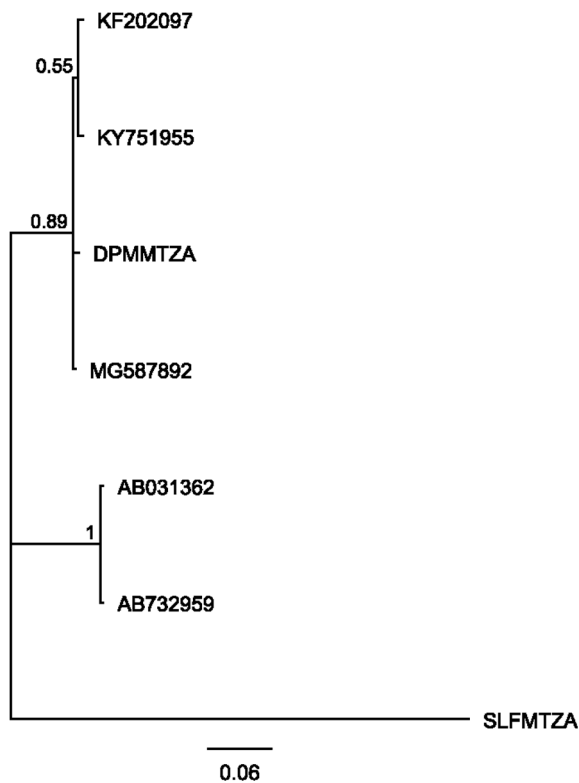 KF202097
0.55
KY751955
0.89
DPMMTZA
MG587892
AB031362
1
AB732959
SLFMTZA
0.06